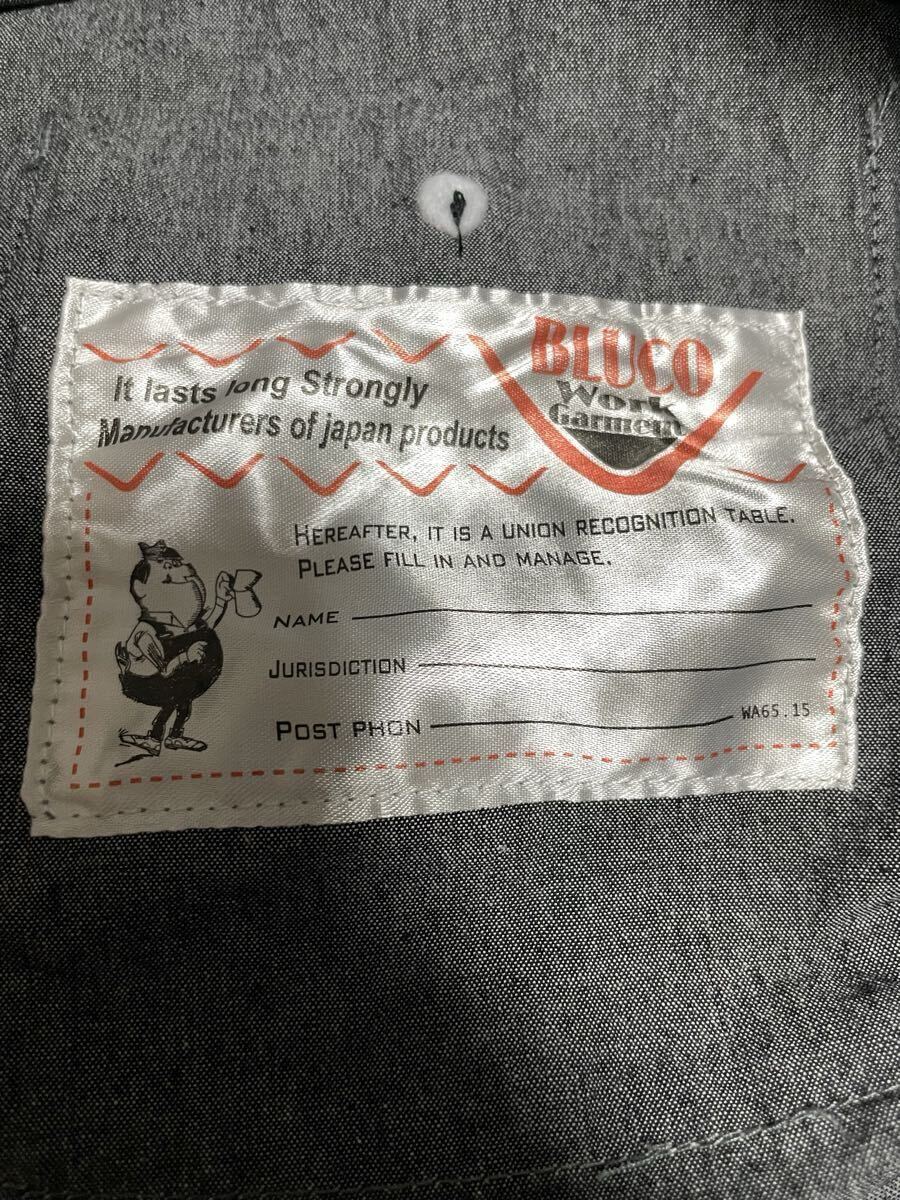 BLUCO
Work
Garment
It lasts long Strongly
Manufacturers of japan products
HEREAFTER, IT IS A UNION RECOGNITION TABLE.
PLEASE FILL IN AND MANAGE.
NAME
JURISDICTION
POST PHON
WA65.15